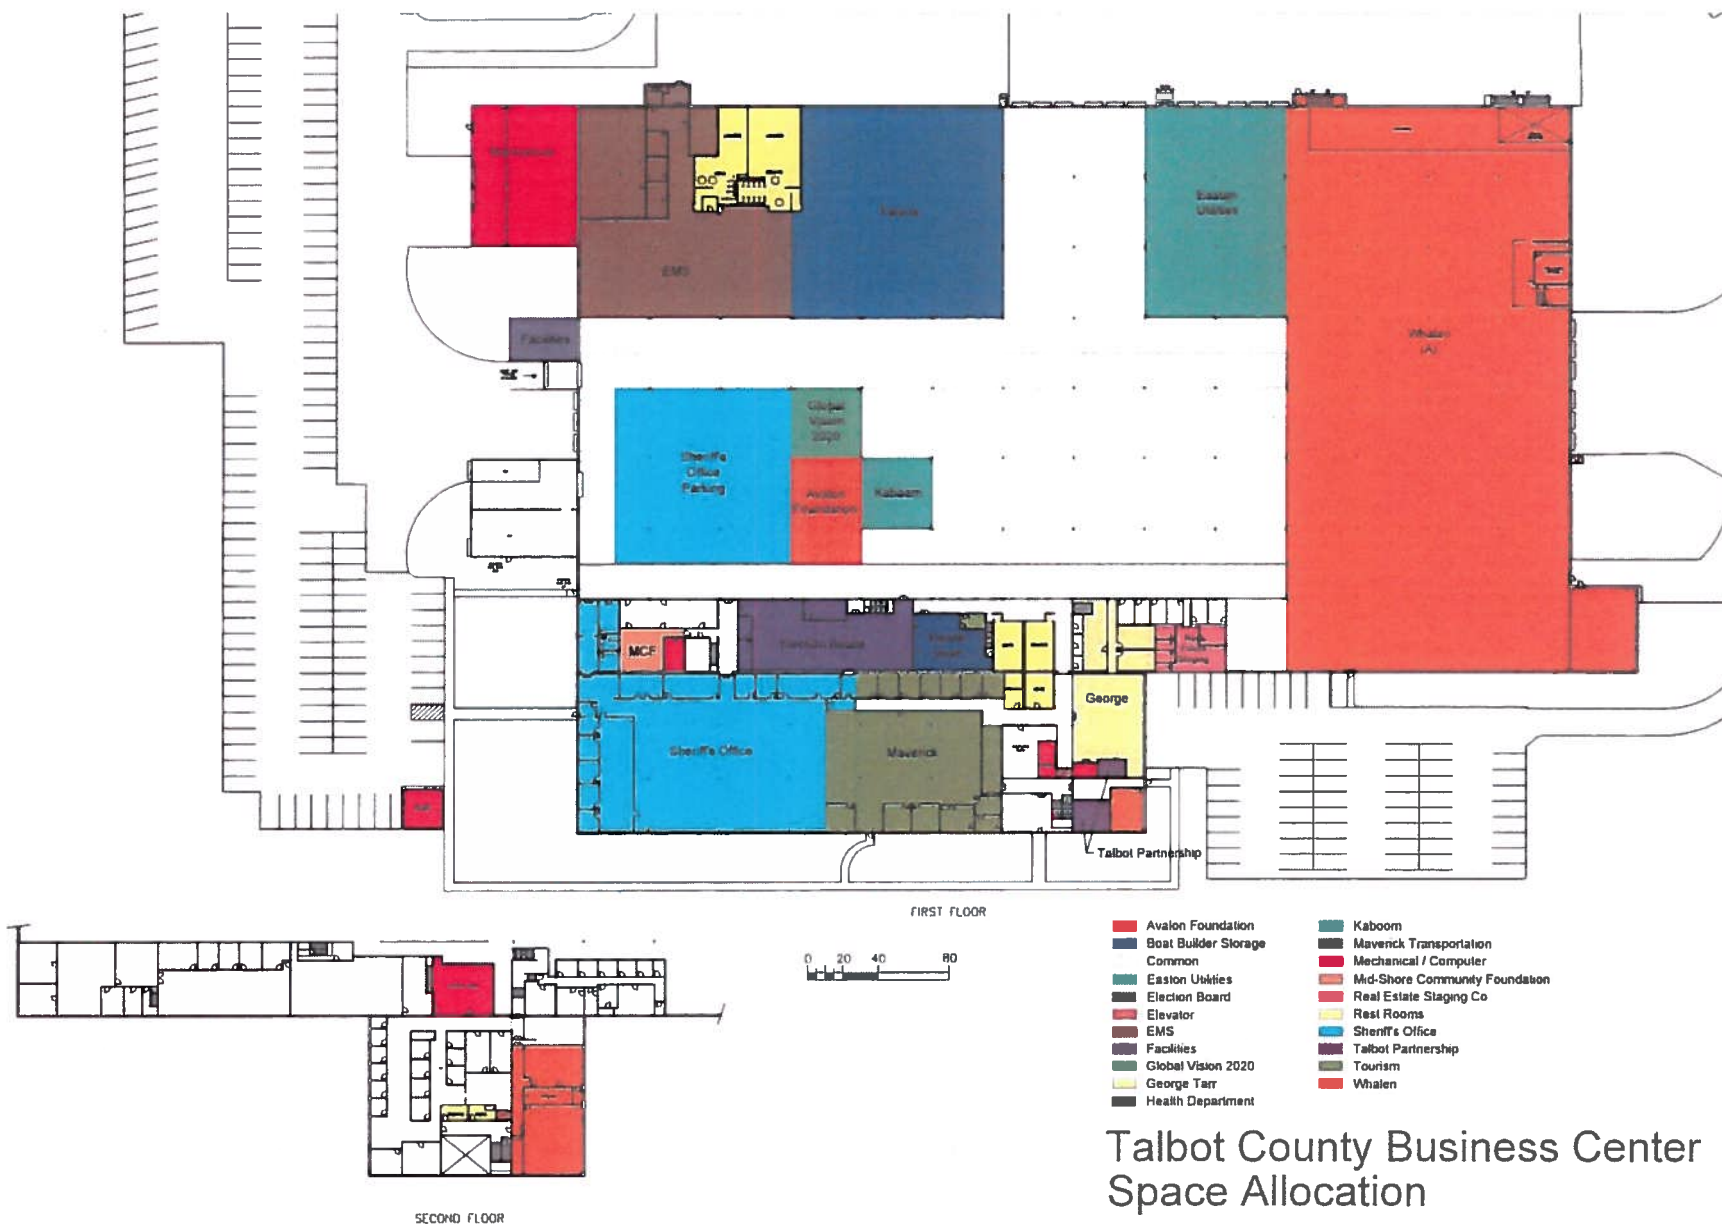 Easton
Utilities
EMS
Whalen
(A)
Facilities
Global
Vision
2020
Sheriff's
Office
Parking
Avalon
Foundation
Kaboom
MCF
Election Board
George
Sheriff's Office
Maverick
Talbot Partnership
FIRST FLOOR
0 20 40 80
Avalon Foundation
Boat Builder Storage
Common
Easton Utilities
Election Board
Elevator
EMS
Facilities
Global Vision 2020
George Tarr
Health Department
Kaboom
Maverick Transportation
Mechanical / Computer
Mid-Shore Community Foundation
Real Estate Staging Co
Rest Rooms
Sheriff's Office
Talbot Partnership
Tourism
Whalen
Talbot County Business Center
Space Allocation
SECOND FLOOR